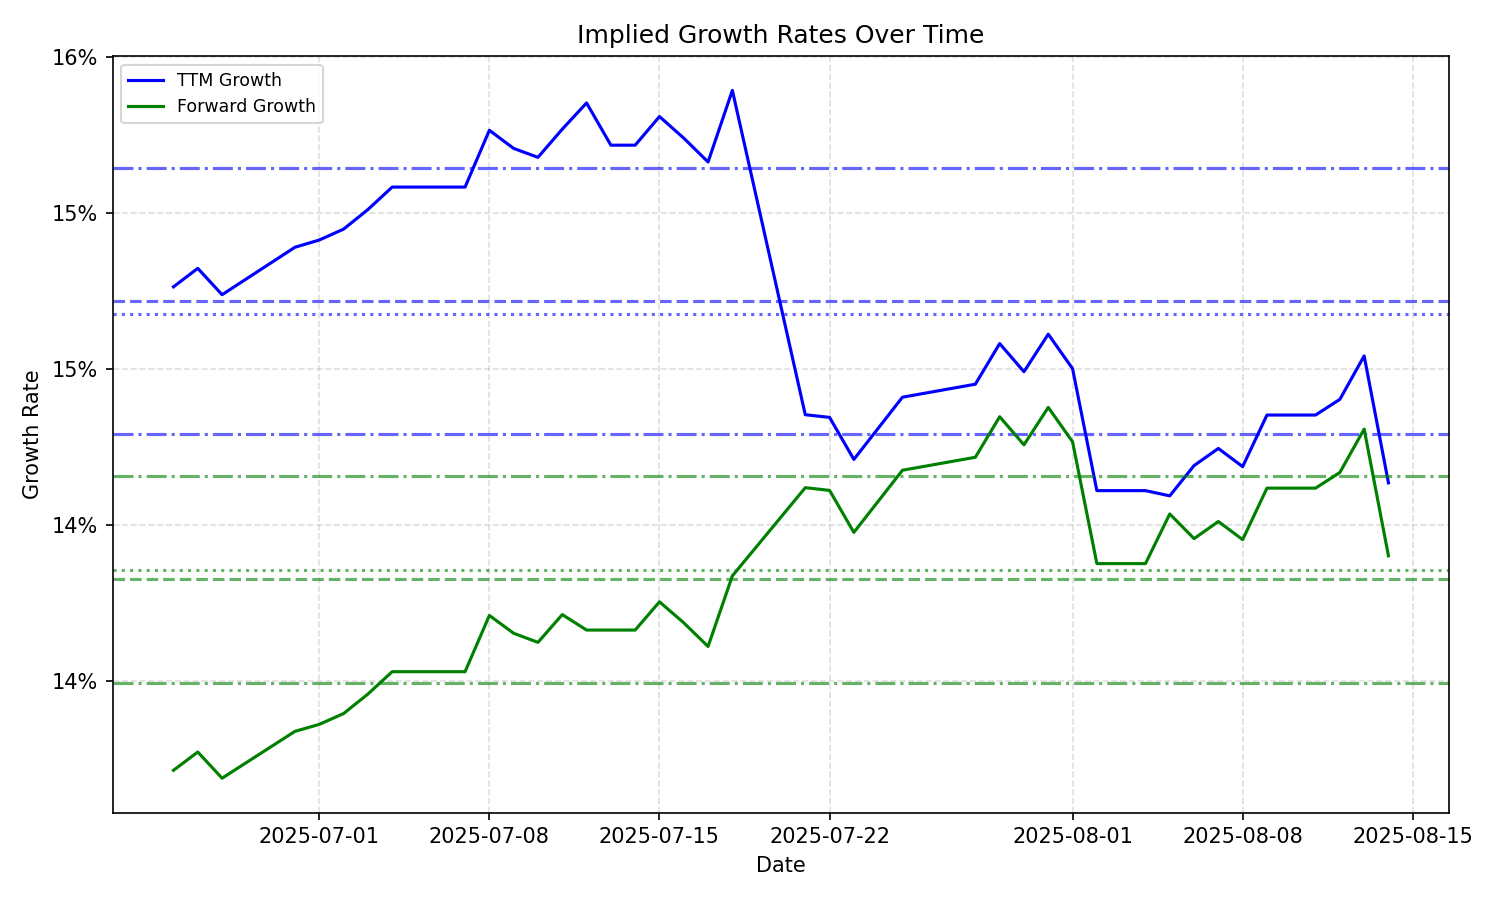 Implied Growth Rates Over Time
TTM Growth
Forward Growth
16%
15%
15%
14%
14%
Growth Rate
2025-07-01
2025-07-08
2025-07-15
2025-07-22
2025-08-01
2025-08-08
2025-08-15
Date